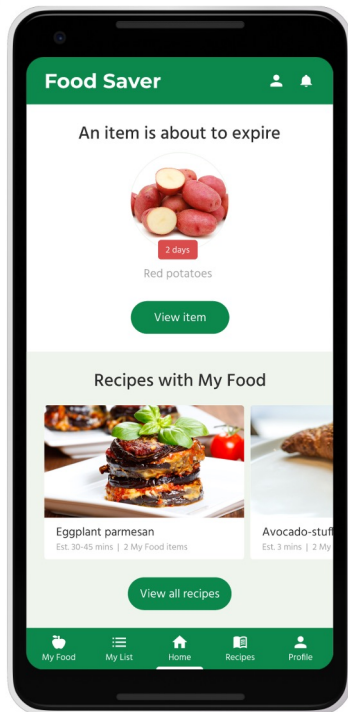 Food Saver
An item is about to expire
2 days
Red potatoes
View item
Recipes with My Food
Eggplant parmesan
Est. 30-45 mins | 2 My Food items
Avocado-stuf
Est. 3 mins | 2 My
View all recipes
My Food
My List
Home
Recipes
Profile